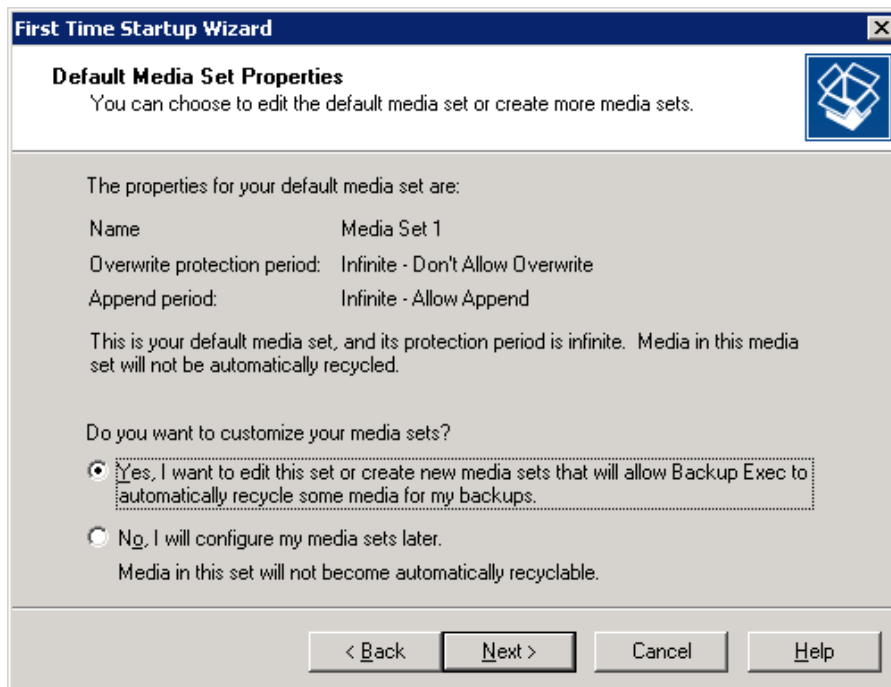 First Time Startup Wizard
Default Media Set Properties
You can choose to edit the default media set or create more media sets.
The properties for your default media set are:
Name Media Set 1
Overwrite protection period: Infinite - Don't Allow Overwrite
Append period: Infinite - Allow Append
This is your default media set, and its protection period is infinite. Media in this media
set will not be automatically recycled.
Do you want to customize your media sets?
Yes, I want to edit this set or create new media sets that will allow Backup Exec to
automatically recycle some media for my backups.
No, I will configure my media sets later.
Media in this set will not become automatically recyclable.
< Back Next > Cancel Help